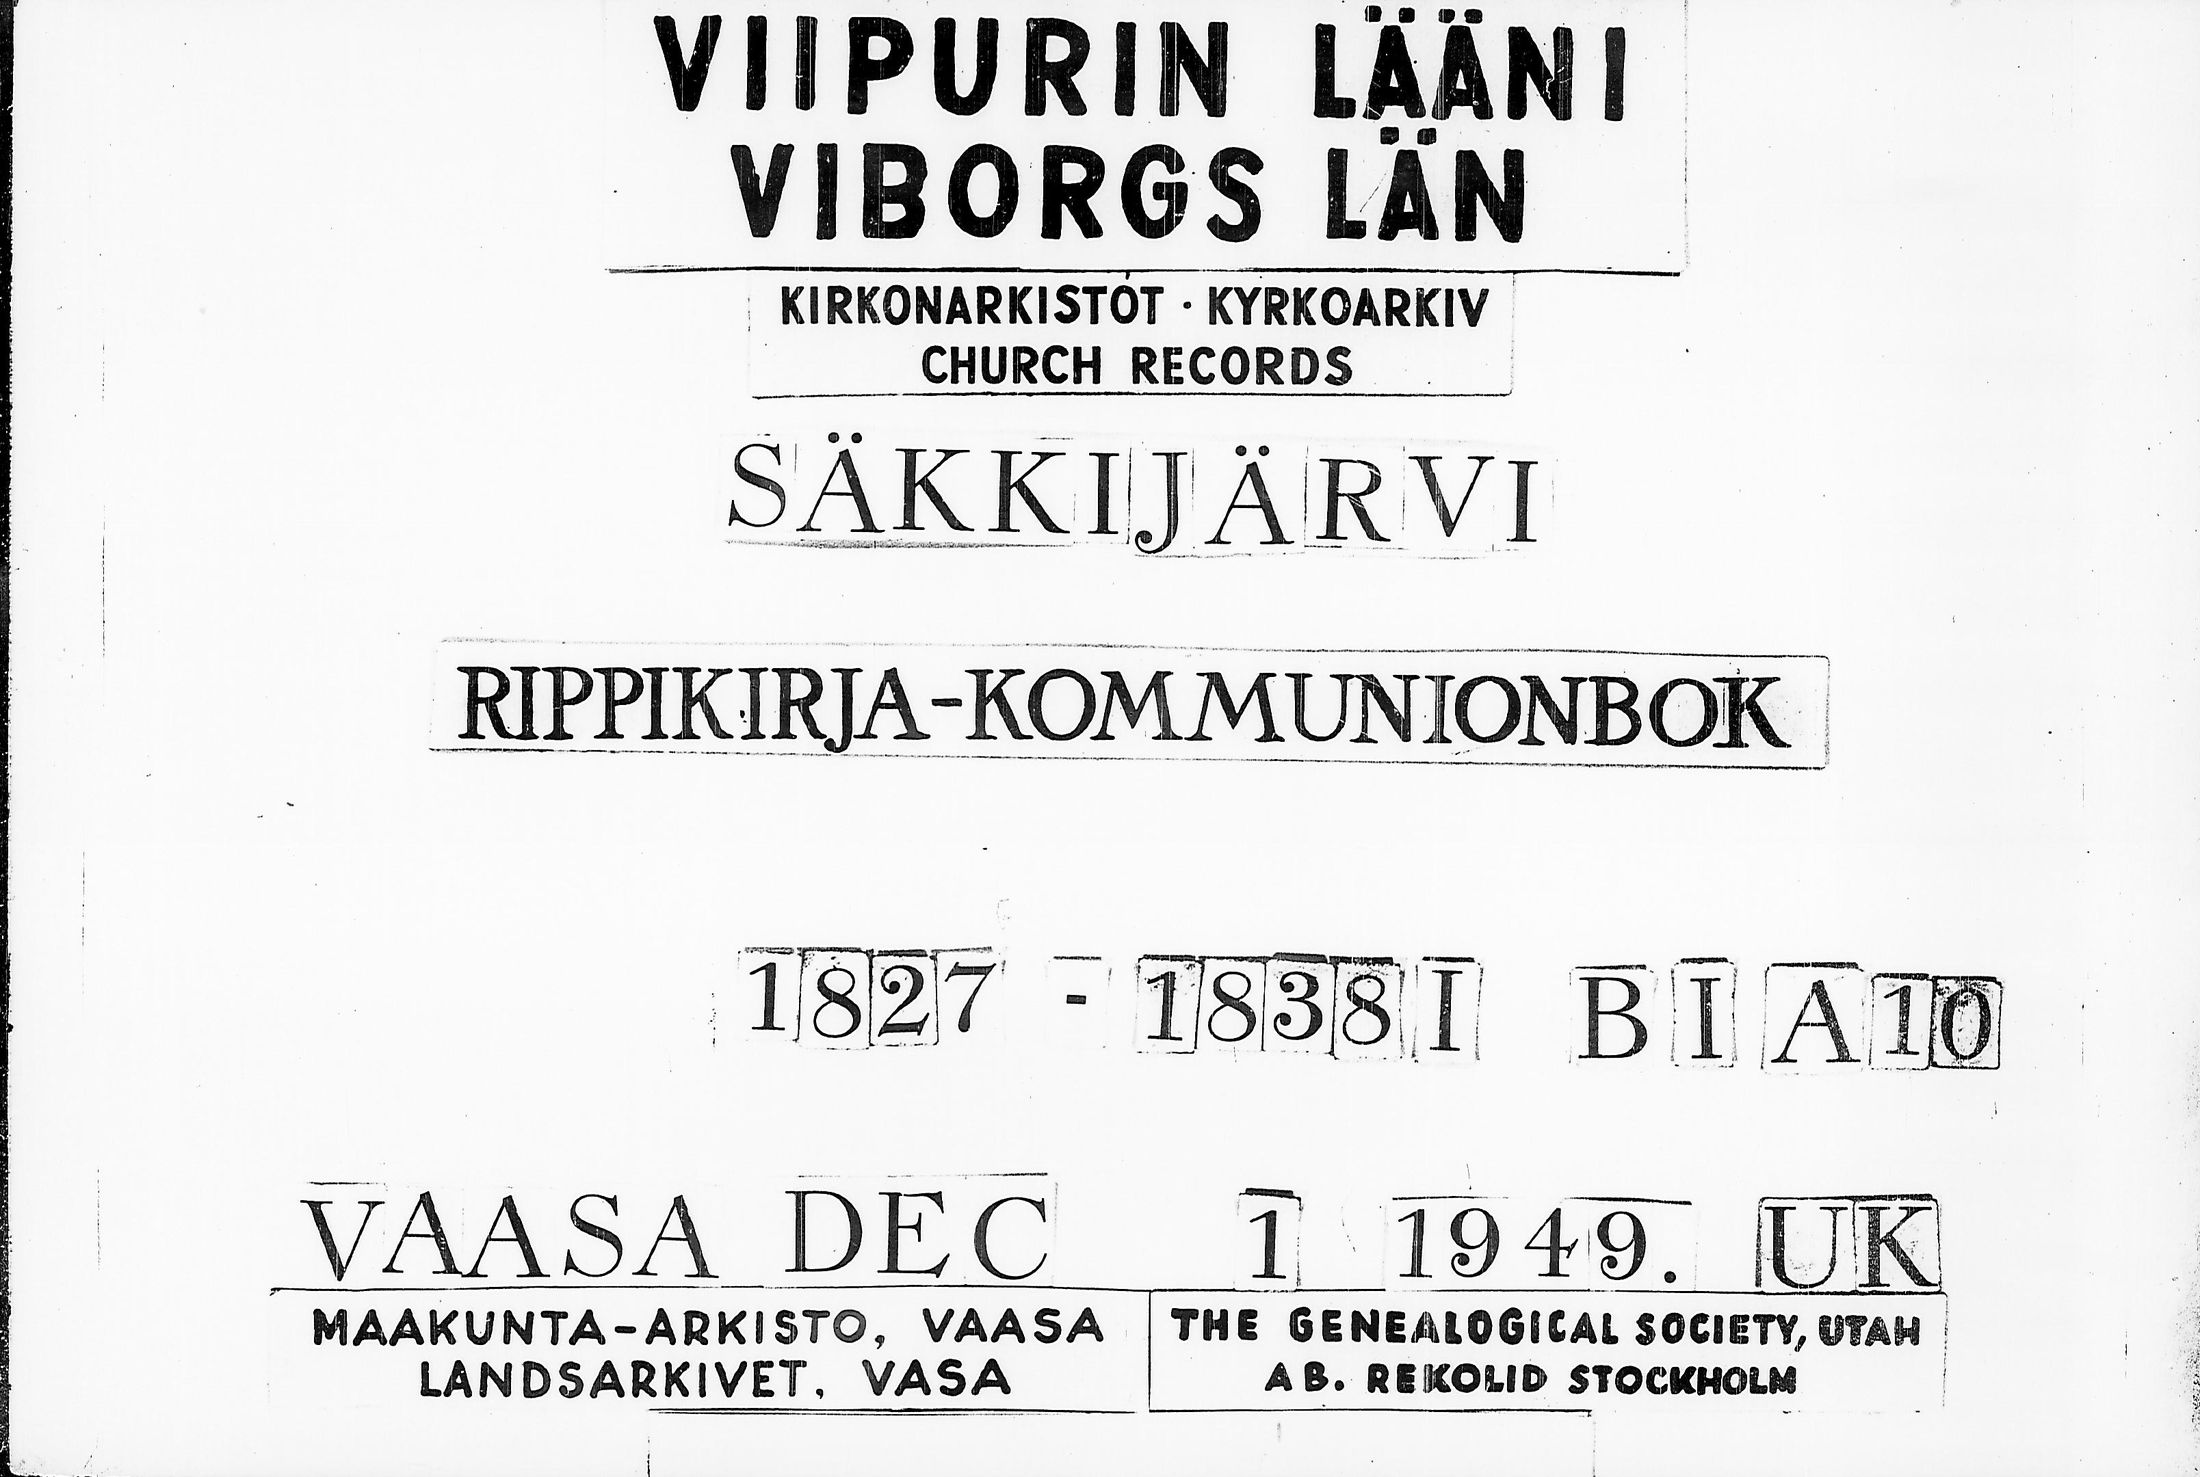 VIIPURIN LÄÄNI
VIBORGS LÄN
KIRKONARKISTOT · KYRKOARKIV
CHURCH RECORDS
SÄKKIJÄRVI
RIPPIKIRJA-KOMMUNIONBOK
1827 - 1838 I B I A 10
VAASA DEC 1 1949. UK
MAAKUNTA-ARKISTO, VAASA
LANDSARKIVET, VASA
THE GENEALOGICAL SOCIETY, UTAH
AB. REKOLID STOCKHOLM